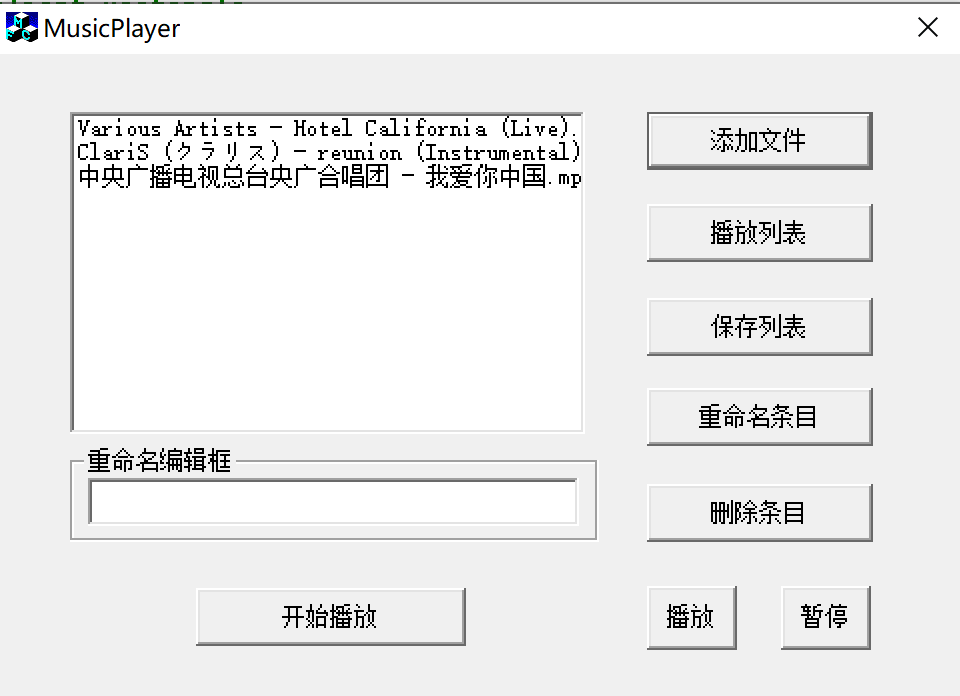 MusicPlayer
Various Artists - Hotel California (Live).
ClariS (クラリス) - reunion (Instrumental)
中央广播电视总台央广合唱团 - 我爱你中国.mp
添加文件
播放列表
保存列表
重命名条目
删除条目
重命名编辑框
开始播放
播放
暂停